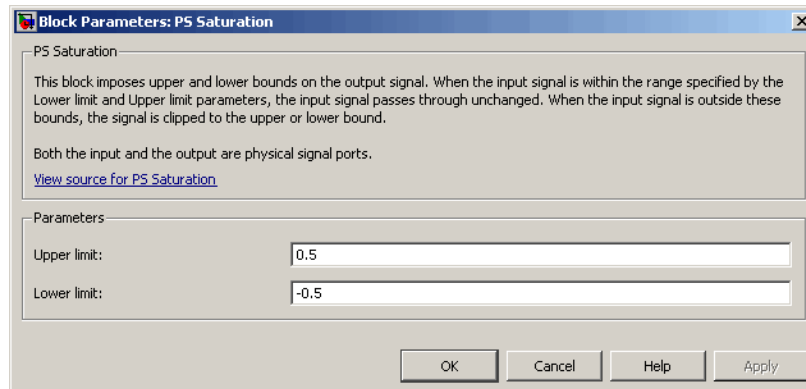 Block Parameters: PS Saturation
PS Saturation
This block imposes upper and lower bounds on the output signal. When the input signal is within the range specified by the
Lower limit and Upper limit parameters, the input signal passes through unchanged. When the input signal is outside these
bounds, the signal is clipped to the upper or lower bound.
Both the input and the output are physical signal ports.
View source for PS Saturation
Parameters
Upper limit: 0.5
Lower limit: -0.5
OK Cancel Help Apply